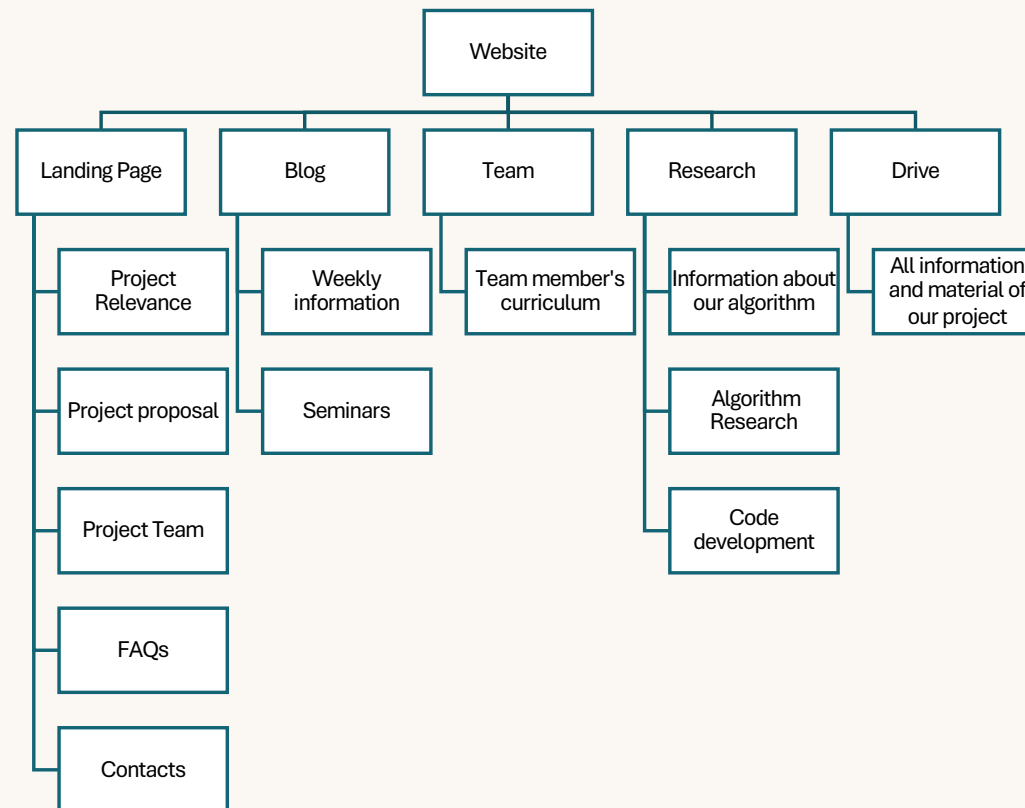 Website
Landing Page
Blog
Team
Research
Drive
Project
Relevance
Weekly
information
Team member's
curriculum
Information about
our algorithm
All information
and material of
our project
Project proposal
Seminars
Algorithm
Research
Project Team
Code
development
FAQs
Contacts